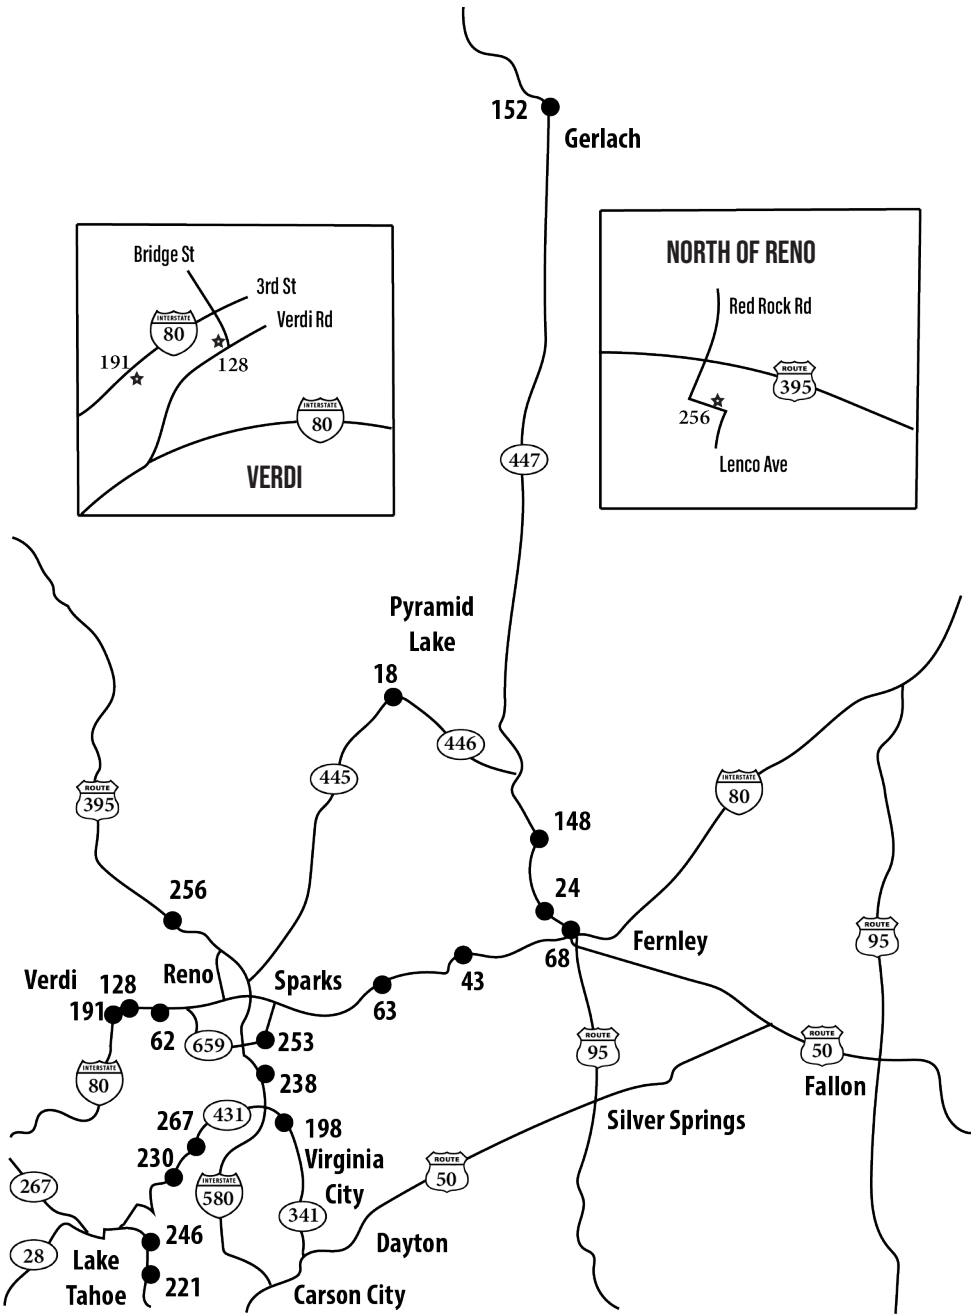 152
Gerlach
Bridge St
3rd St
Verdi Rd
INTERSTATE
80
191
128
INTERSTATE
80
VERDI
NORTH OF RENO
Red Rock Rd
ROUTE
395
256
Lenco Ave
447
Pyramid
Lake
18
446
445
ROUTE
395
INTERSTATE
80
148
256
24
ROUTE
95
Fernley
68
Verdi
128
Reno
Sparks
43
191
62
63
659
253
ROUTE
95
ROUTE
50
INTERSTATE
80
238
Fallon
267
431
198
Silver Springs
230
Virginia
City
ROUTE
50
267
INTERSTATE
580
341
246
Dayton
28
Lake
Tahoe
221
Carson City